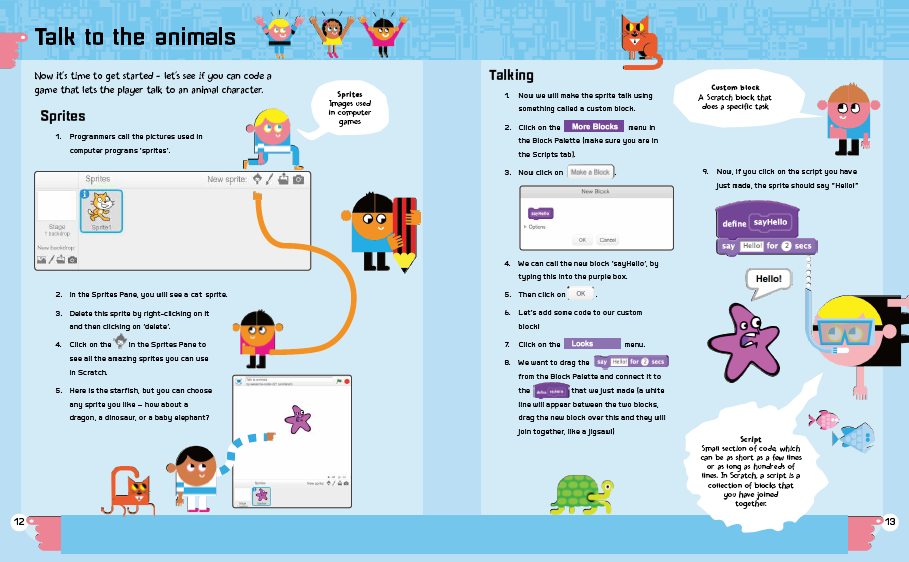 Talk to the animals
Now it's time to get started – let's see if you can code a
game that lets the player talk to an animal character.
Sprites
1. Programmers call the pictures used in
computer programs 'sprites'.
Sprites
Images used
in computer
games
Sprites
New sprite:
Stage
1 backdrop
New backdrop
Sprite1
2. In the Sprites Pane, you will see a cat sprite.
3. Delete this sprite by right-clicking on it
and then clicking on 'delete'.
4. Click on the in the Sprites Pane to
see all the amazing sprites you can use
in Scratch.
5. Here is the starfish, but you can choose
any sprite you like – how about a
dragon, a dinosaur, or a baby elephant?
Talk to animals
Sprites
New sprite:
12
Talking
1. Now we will make the sprite talk using
something called a custom block.
2. Click on the More Blocks menu in
the Block Palette (make sure you are in
the Scripts tab).
3. Now click on Make a Block.
New Block
sayHello
Options
OK Cancel
4. We can call the new block 'sayHello', by
typing this into the purple box.
5. Then click on OK.
6. Let's add some code to our custom
block!
7. Click on the Looks menu.
8. We want to drag the say Hello! for 2 secs
from the Block Palette and connect it to
the define sayHello that we just made (a white
line will appear between the two blocks,
drag the new block over this and they will
join together, like a jigsaw!)
Custom block
A Scratch block that
does a specific task
9. Now, if you click on the script you have
just made, the sprite should say "Hello!"
define sayHello
say Hello! for 2 secs
Hello!
Script
Small section of code, which
can be as short as a few lines
or as long as hundreds of
lines. In Scratch, a script is a
collection of blocks that
you have joined
together.
13